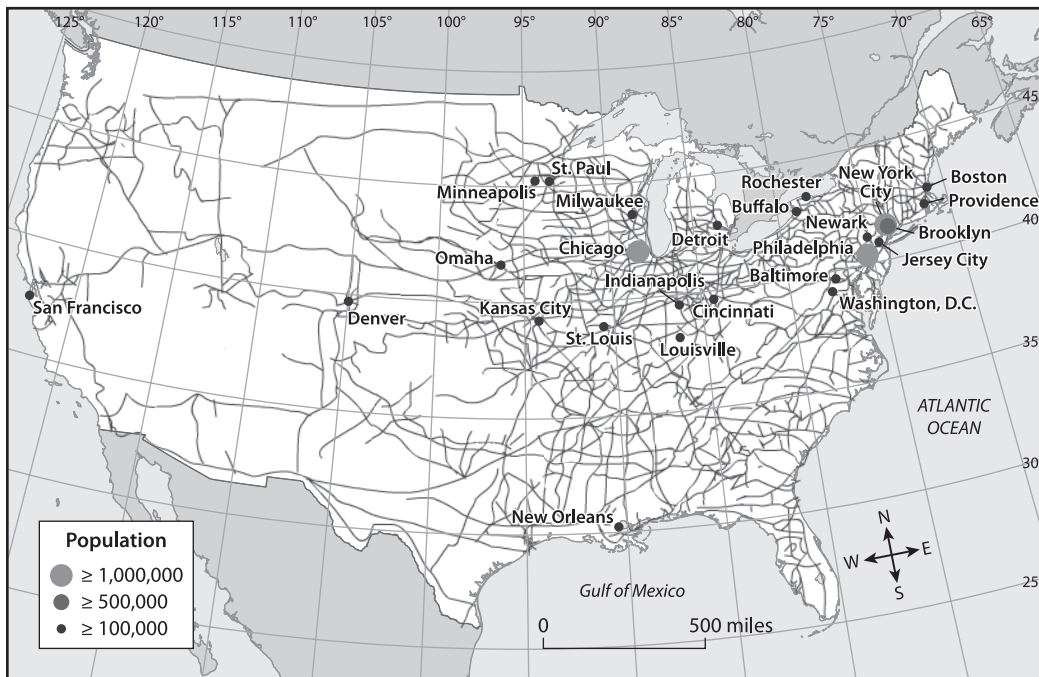 125°
120°
115°
110°
105°
100°
95°
90°
85°
80°
75°
70°
65°
45°
40°
35°
30°
25°
St. Paul
Minneapolis
Milwaukee
Chicago
Detroit
Rochester
Buffalo
New York
City
Newark
Philadelphia
Baltimore
Boston
Providence
Brooklyn
Jersey City
Washington, D.C.
Omaha
Indianapolis
Cincinnati
Kansas City
St. Louis
Louisville
San Francisco
Denver
New Orleans
ATLANTIC
OCEAN
Gulf of Mexico
Population
≥ 1,000,000
≥ 500,000
≥ 100,000
0
500 miles
N
W
E
S